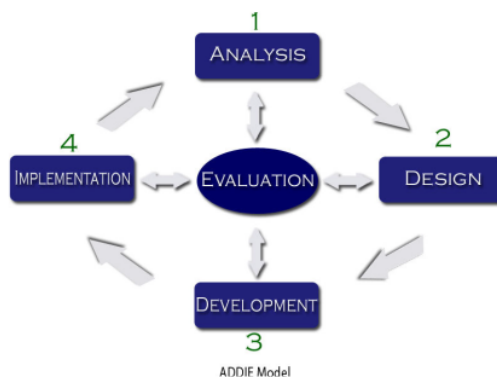 1
ANALYSIS
2
DESIGN
4
IMPLEMENTATION
EVALUATION
DEVELOPMENT
3
ADDIE Model